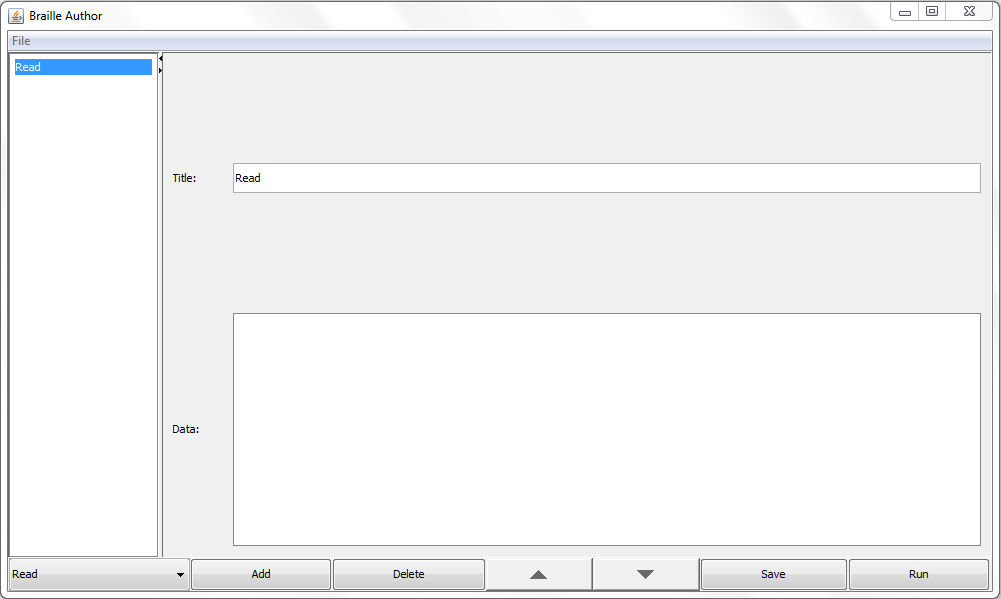 Braille Author
File
Read
Title: Read
Data:
Read Add Delete Save Run